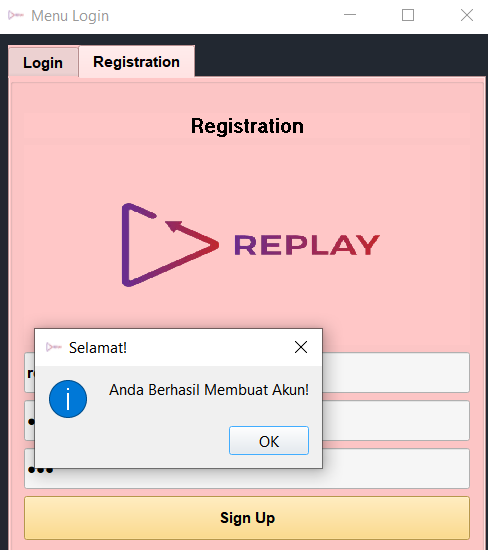 Menu Login
Login
Registration
Registration
REPLAY
Selamat!
Anda Berhasil Membuat Akun!
OK
Sign Up